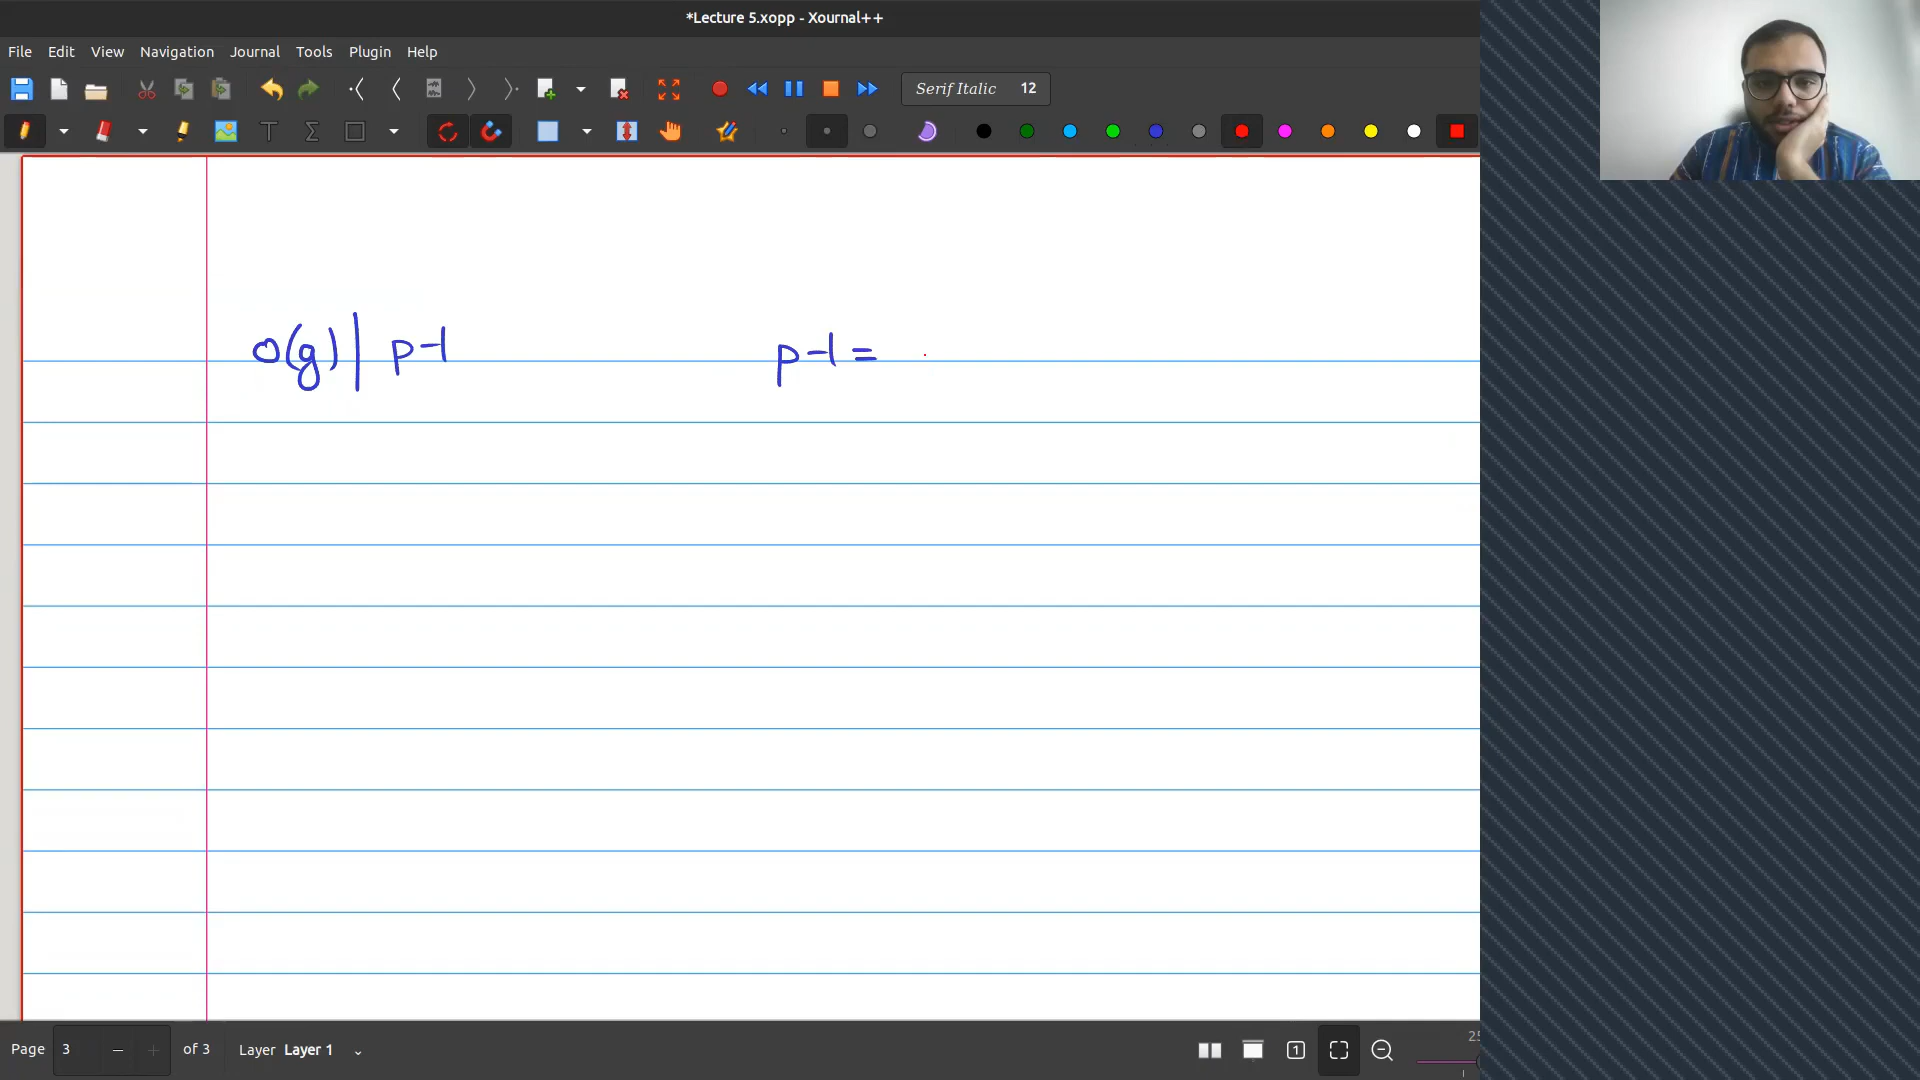 *Lecture 5.xopp - Xournal++
File Edit View Navigation Journal Tools Plugin Help
Serif Italic 12
o(g) | p-1
p-1 =
Page 3 of 3 Layer Layer 1